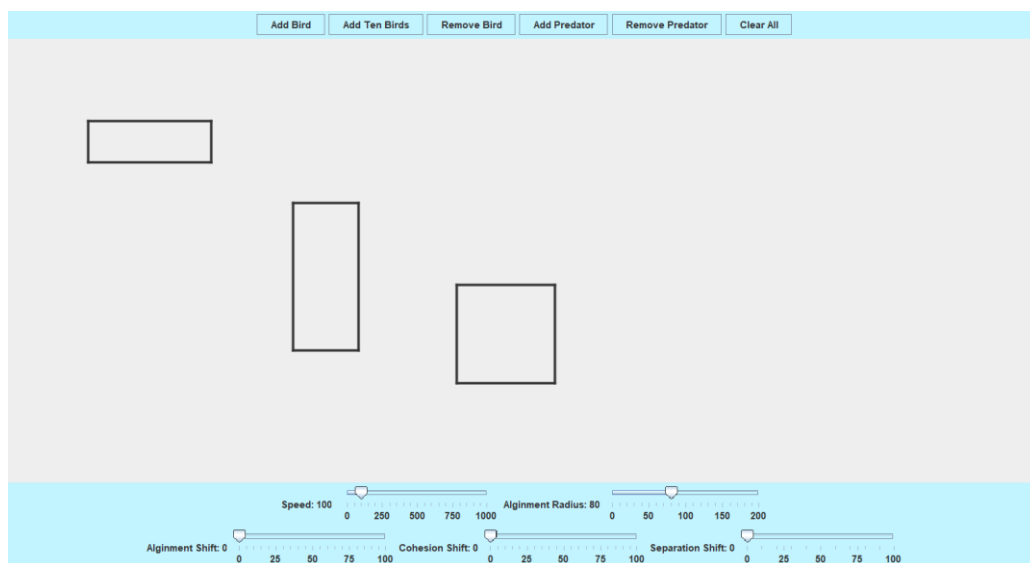 Add Bird Add Ten Birds Remove Bird Add Predator Remove Predator Clear All
Speed: 100 Alginment Radius: 80
0 250 500 750 1000 0 50 100 150 200
Alginment Shift: 0 Cohesion Shift: 0 Separation Shift: 0
0 25 50 75 100 0 25 50 75 100 0 25 50 75 100